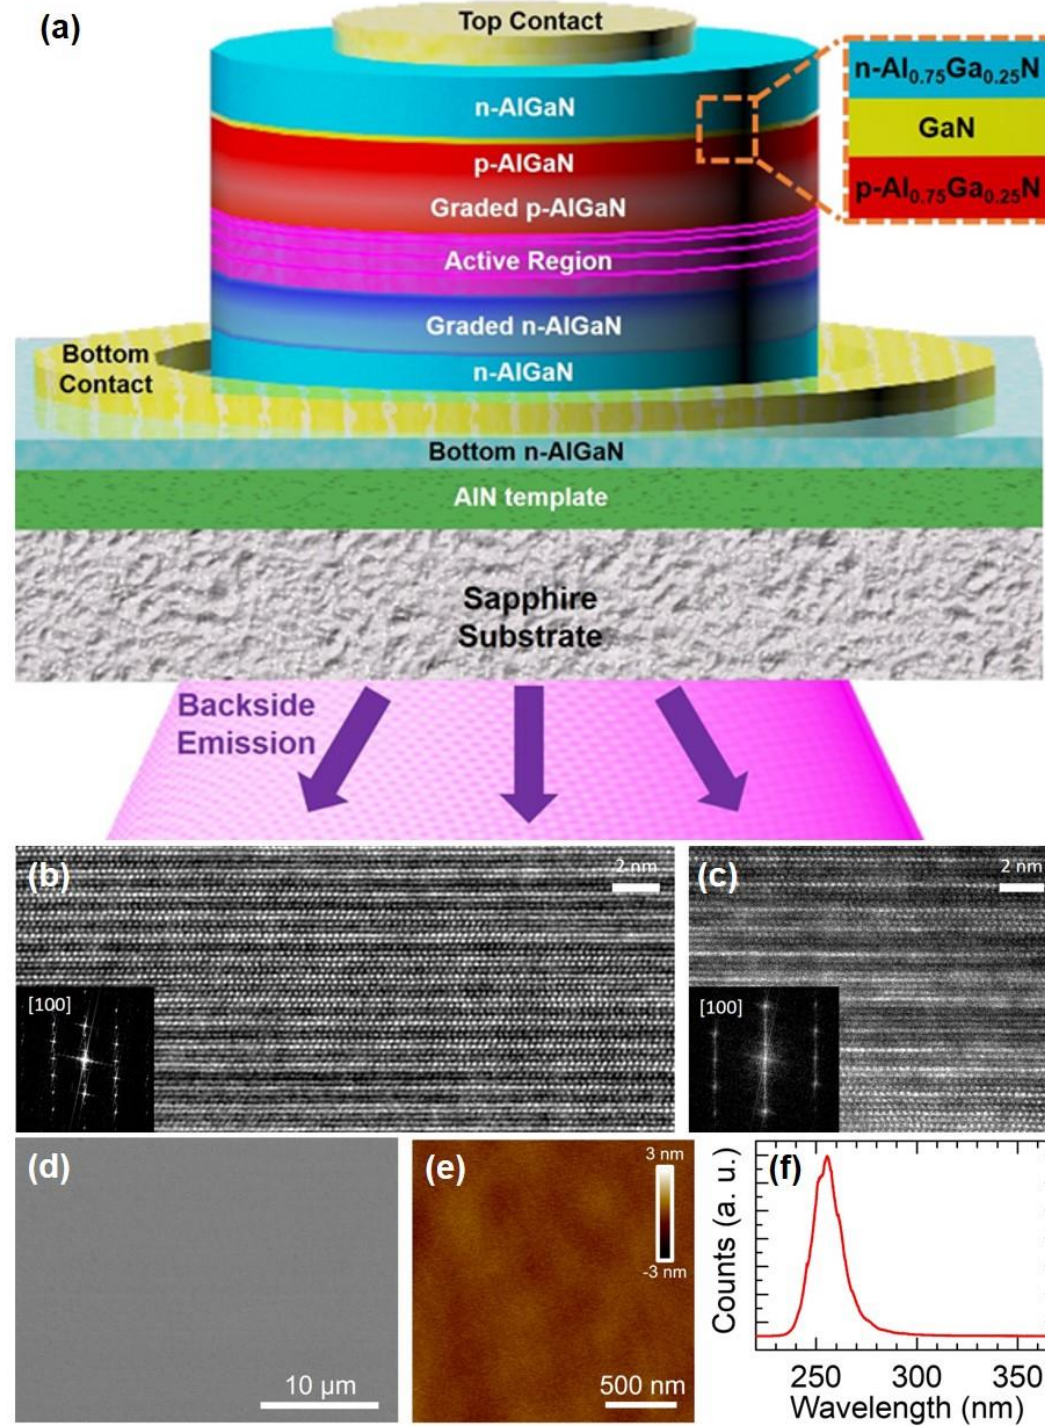 (a)
Top Contact
n-AlGaN
p-AlGaN
Graded p-AlGaN
Active Region
Graded n-AlGaN
n-AlGaN
n-Al₀.₇₅Ga₀.₂₅N
GaN
p-Al₀.₇₅Ga₀.₂₅N
Bottom
Contact
Bottom n-AlGaN
AlN template
Sapphire
Substrate
Backside
Emission
(b)
2 nm
[100]
(c)
2 nm
[100]
(d)
10 μm
(e)
3 nm
-3 nm
500 nm
(f)
Counts (a. u.)
250
300
350
Wavelength (nm)